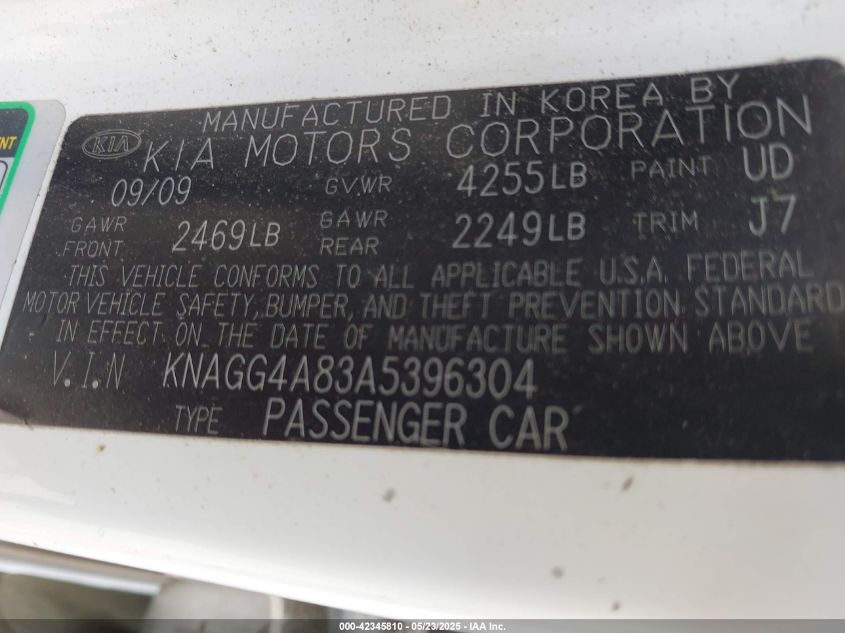 MANUFACTURED IN KOREA BY
KIA KIA MOTORS CORPORATION
09/09 GVWR 4255LB PAINT UD
GAWR FRONT 2469LB GAWR REAR 2249LB TRIM J7
THIS VEHICLE CONFORMS TO ALL APPLICABLE U.S.A. FEDERAL
MOTOR VEHICLE SAFETY, BUMPER, AND THEFT PREVENTION STANDARD
IN EFFECT ON THE DATE OF MANUFACTURE SHOWN ABOVE
V.I.N KNAGG4A83A5396304
TYPE PASSENGER CAR
000-42345810 - 05/23/2025 - IAA Inc.